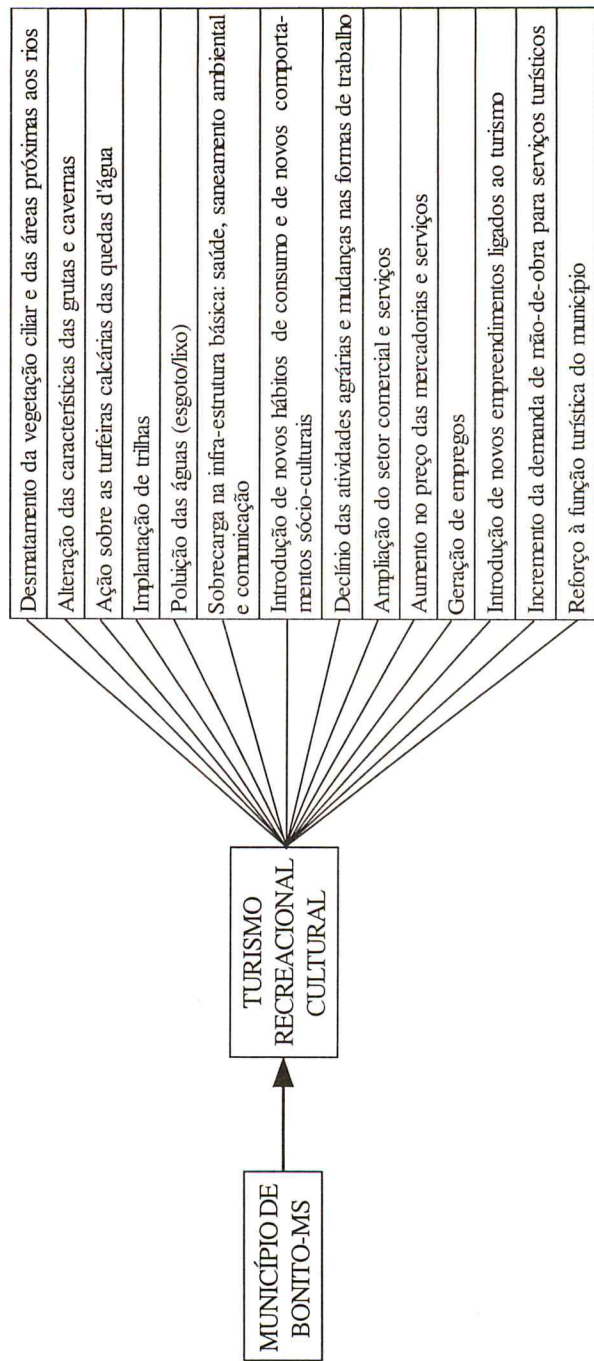 MUNICÍPIO DE
BONITO-MS
TURISMO
RECREACIONAL
CULTURAL
Desmatamento da vegetação ciliar e das áreas próximas aos rios
Alteração das características das grutas e cavernas
Ação sobre as turfeiras calcárias das quedas d'água
Implantação de trilhas
Poluição das águas (esgoto/lixo)
Sobrecarga na infra-estrutura básica: saúde, saneamento ambiental
e comunicação
Introdução de novos hábitos de consumo e de novos comporta-
mentos sócio-culturais
Declínio das atividades agrárias e mudanças nas formas de trabalho
Ampliação do setor comercial e serviços
Aumento no preço das mercadorias e serviços
Geração de empregos
Introdução de novos empreendimentos ligados ao turismo
Incremento da demanda de mão-de-obra para serviços turísticos
Reforço à função turística do município